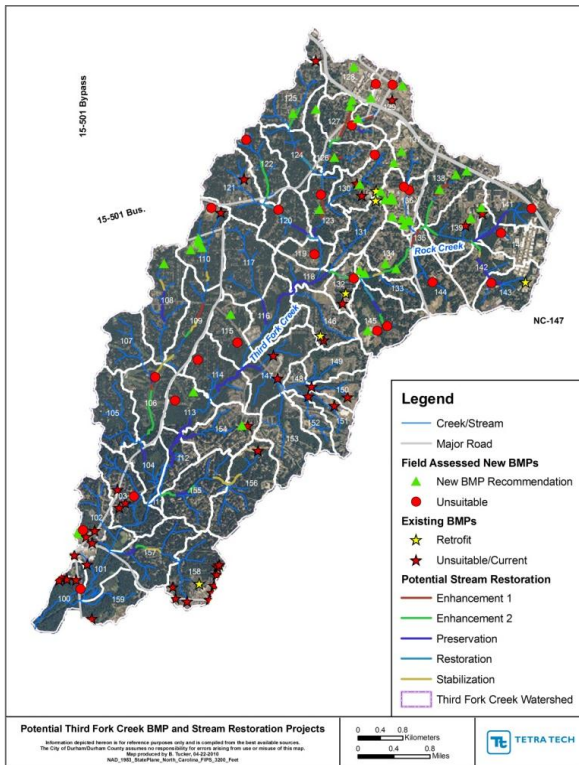 15-501 Bypass
15-501 Bus.
NC-147
Rock Creek
Third Fork Creek
128
125
127
124
122
121
130
138
141
120
123
131
139
119
110
117
118
134
142
132
133
144
143
108
116
146
145
109
115
107
149
114
147
148
150
106
105
113
151
152
164
153
104
112
156
155
103
102
157
101
158
100
159
Legend
Creek/Stream
Major Road
Field Assessed New BMPs
New BMP Recommendation
Unsuitable
Existing BMPs
Retrofit
Unsuitable/Current
Potential Stream Restoration
Enhancement 1
Enhancement 2
Preservation
Restoration
Stabilization
Third Fork Creek Watershed
Potential Third Fork Creek BMP and Stream Restoration Projects
Information depicted hereon is for reference purposes only and is compiled from the best available sources.
The City of Durham/Durham County assumes no responsibility for errors arising from use or misuse of this map.
Map produced by B. Tucker, 04-22-2010
NAD_1983_StatePlane_North_Carolina_FIPS_3200_Feet
0 0.4 0.8
Kilometers
0 0.4 0.8
Miles
Tt
TETRA TECH